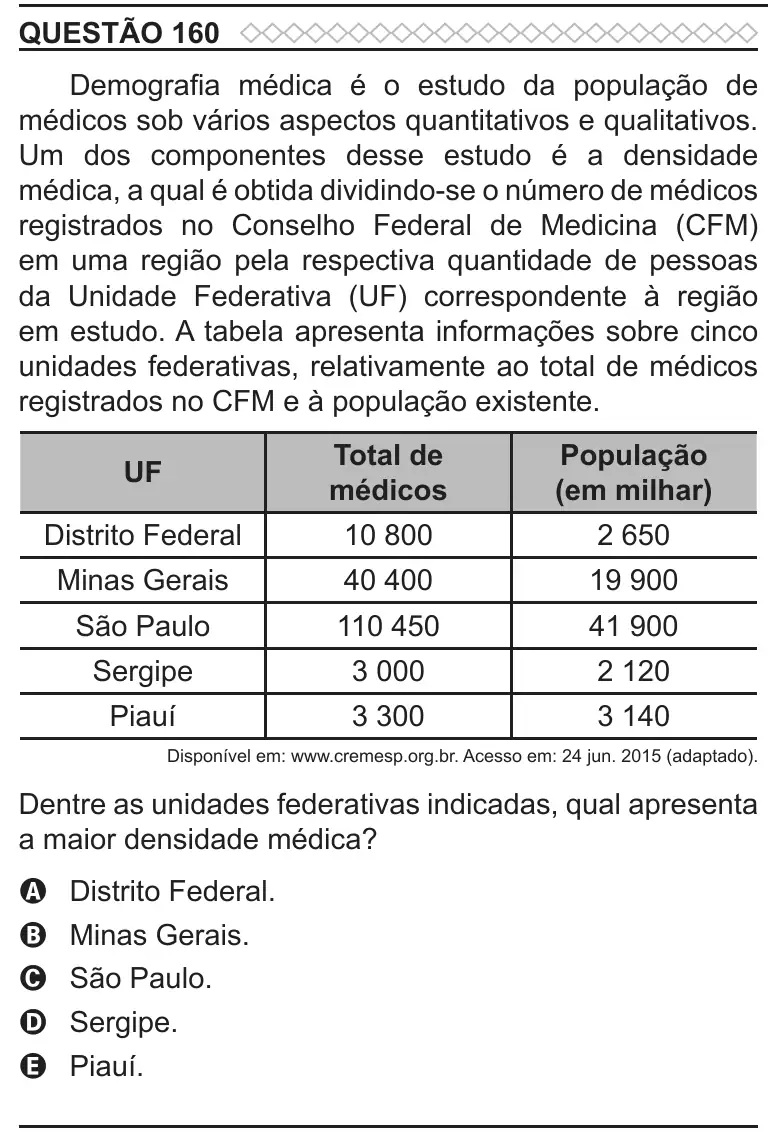 QUESTÃO 160
Demografia médica é o estudo da população de
médicos sob vários aspectos quantitativos e qualitativos.
Um dos componentes desse estudo é a densidade
médica, a qual é obtida dividindo-se o número de médicos
registrados no Conselho Federal de Medicina (CFM)
em uma região pela respectiva quantidade de pessoas
da Unidade Federativa (UF) correspondente à região
em estudo. A tabela apresenta informações sobre cinco
unidades federativas, relativamente ao total de médicos
registrados no CFM e à população existente.
UF Total de médicos População (em milhar)
Distrito Federal 10 800 2 650
Minas Gerais 40 400 19 900
São Paulo 110 450 41 900
Sergipe 3 000 2 120
Piauí 3 300 3 140
Disponível em: www.cremesp.org.br. Acesso em: 24 jun. 2015 (adaptado).
Dentre as unidades federativas indicadas, qual apresenta
a maior densidade médica?
A Distrito Federal.
B Minas Gerais.
C São Paulo.
D Sergipe.
E Piauí.